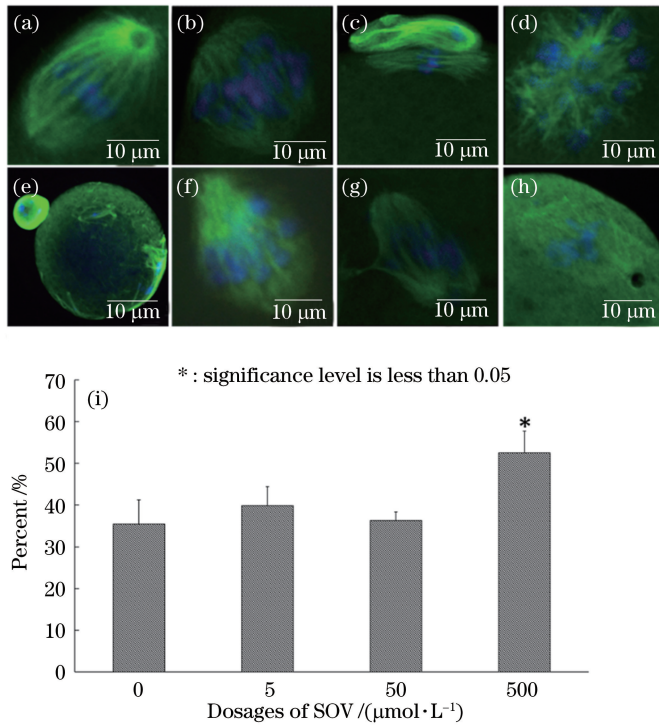 (a) (b) (c) (d)
10 μm 10 μm 10 μm 10 μm
(e) (f) (g) (h)
10 μm 10 μm 10 μm 10 μm
* : significance level is less than 0.05
(i)
70
60
50
40
30
20
10
0
*
Percent /%
0 5 50 500
Dosages of SOV /(μmol·L⁻¹)